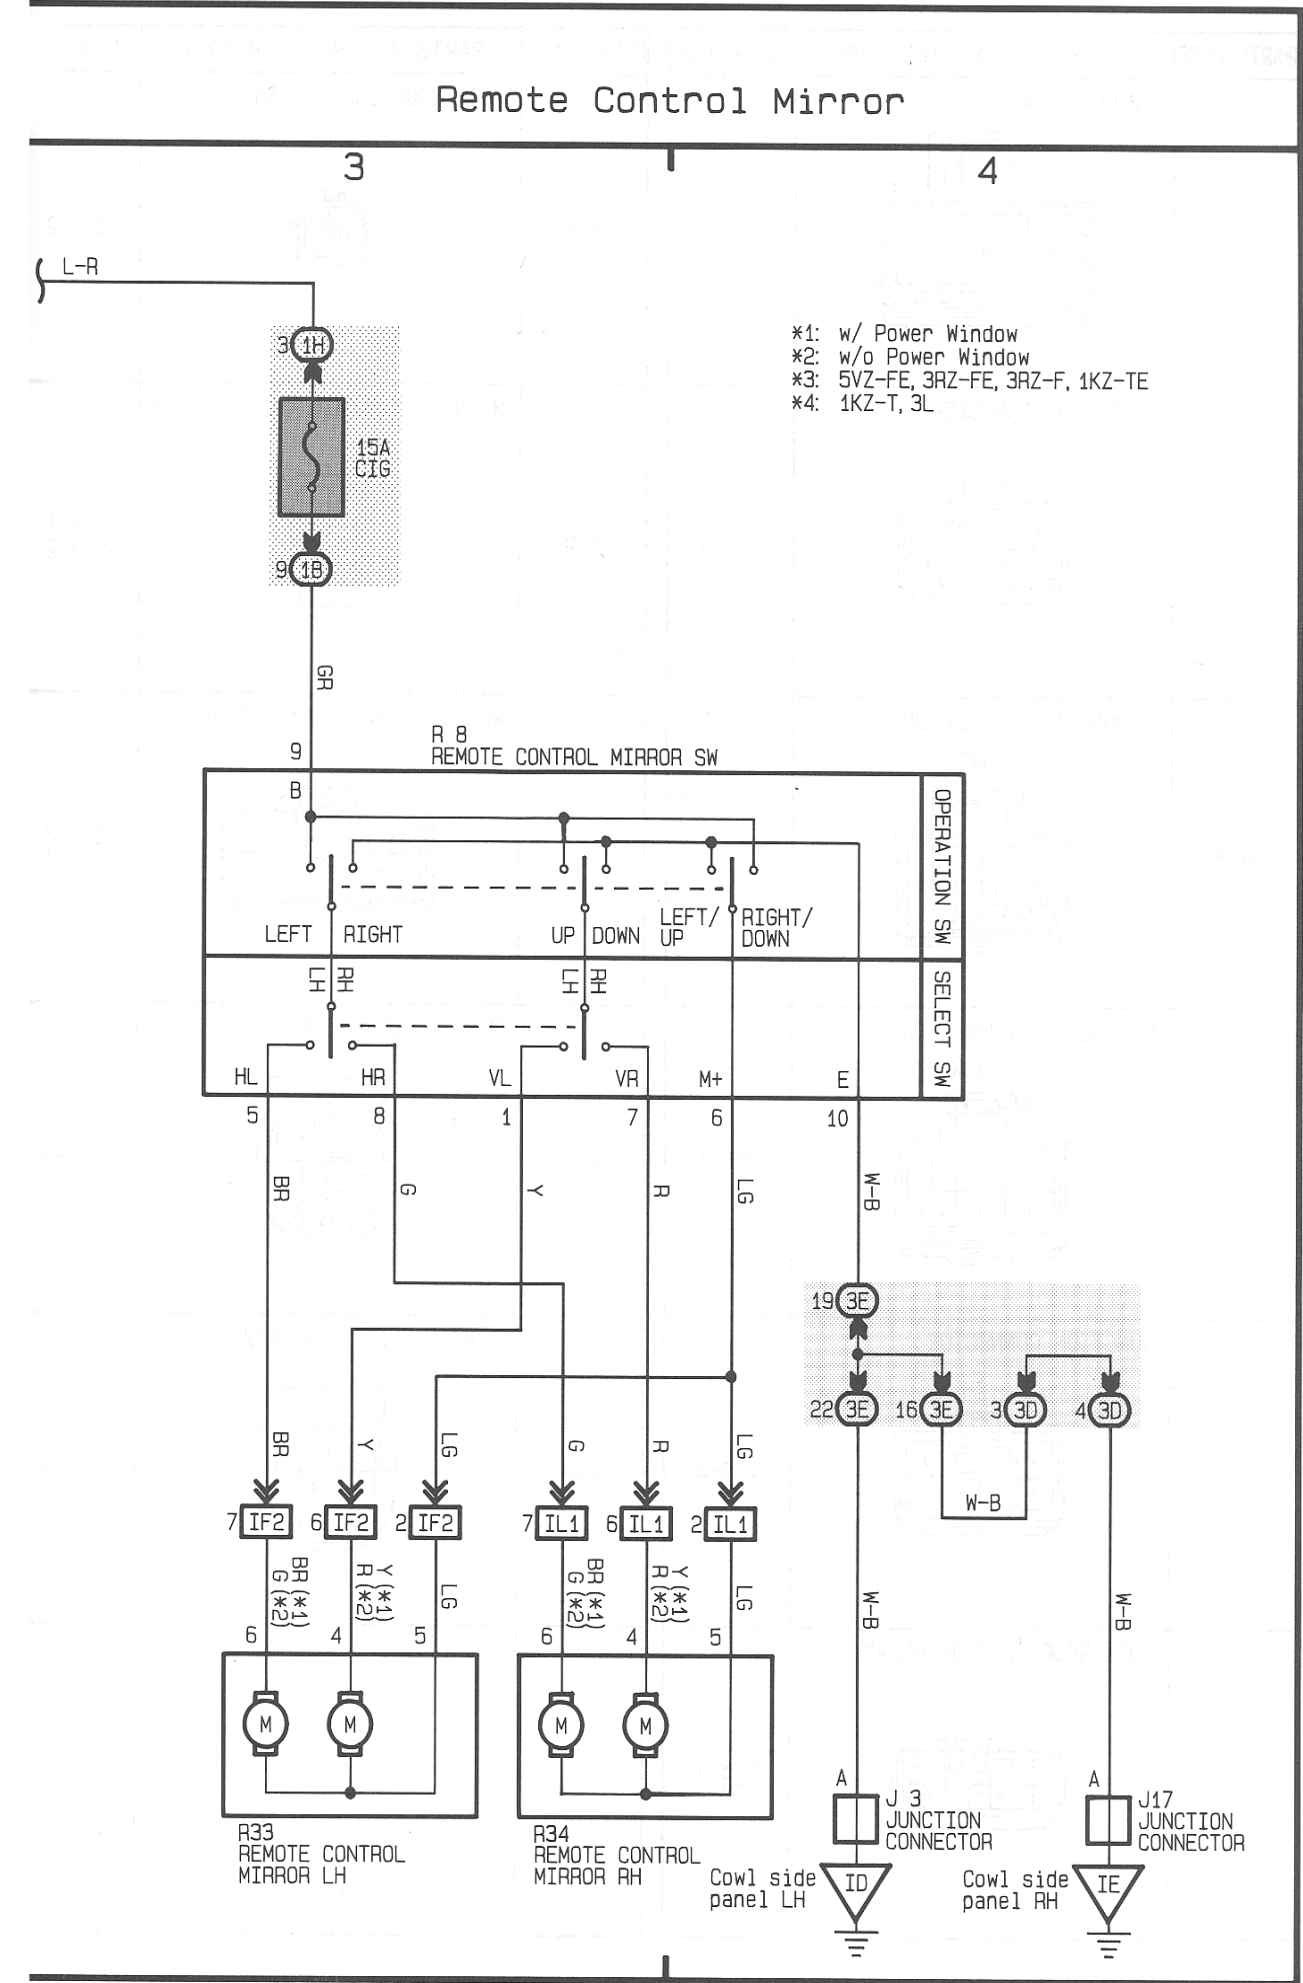 Remote Control Mirror
3
4
L-R
3 1H
*1: w/ Power Window
*2: w/o Power Window
*3: 5VZ-FE, 3RZ-FE, 3RZ-F, 1KZ-TE
*4: 1KZ-T, 3L
15A
CIG
9 1B
GR
R 8
REMOTE CONTROL MIRROR SW
9
B
OPERATION SW
LEFT RIGHT
UP DOWN
LEFT/
UP
RIGHT/
DOWN
LH RH
LH RH
SELECT SW
HL HR VL VR M+ E
5 8 1 7 6 10
BR G Y R LG W-B
19 3E
22 3E 16 3E 3 3D 4 3D
BR Y LG G R LG
W-B
7 IF2 6 IF2 2 IF2 7 IL1 6 IL1 2 IL1
BR (*1)
G (*2)
Y (*1)
R (*2)
LG
BR (*1)
G (*2)
Y (*1)
R (*2)
LG
W-B
W-B
6 4 5 6 4 5
M M M M
A
A
J 3
JUNCTION
CONNECTOR
J17
JUNCTION
CONNECTOR
R33
REMOTE CONTROL
MIRROR LH
R34
REMOTE CONTROL
MIRROR RH
Cowl side
panel LH
ID
Cowl side
panel RH
IE